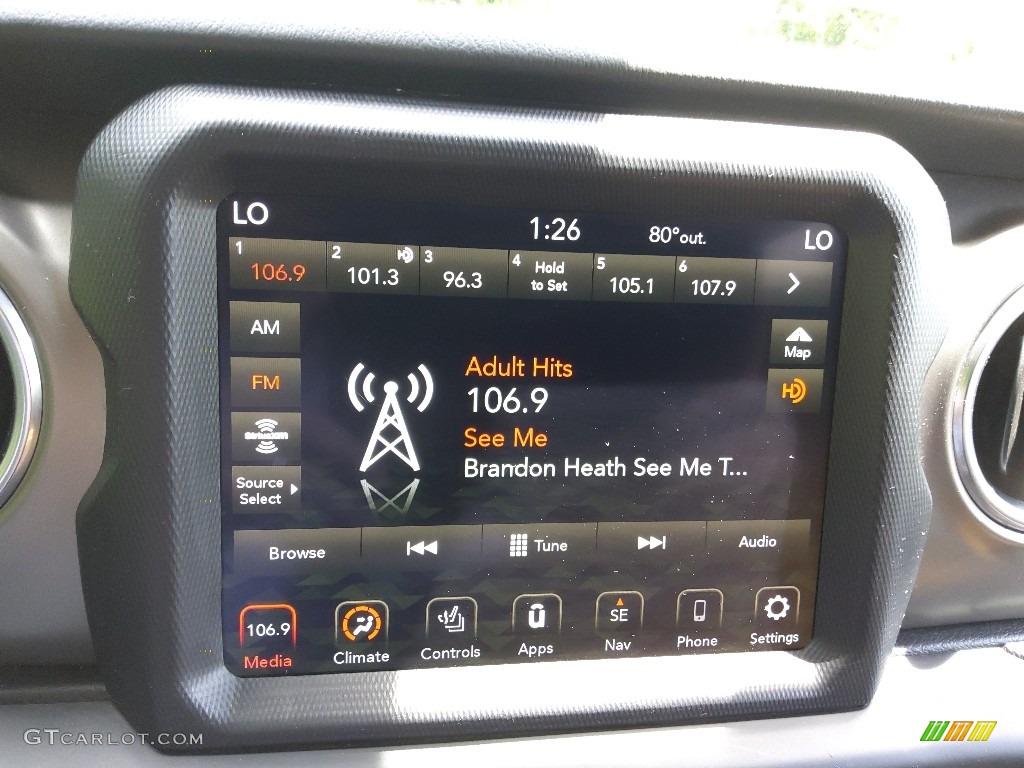 LO 1:26 80°out. LO
1 106.9 2 101.3 HD 3 96.3 4 Hold to Set 5 105.1 6 107.9
AM
FM
SiriusXM
Source
Select
Map
HD
Adult Hits
106.9
See Me
Brandon Heath See Me T...
Browse Tune Audio
106.9 SE
Media Climate Controls Apps Nav Phone Settings
GTCARLOT.COM